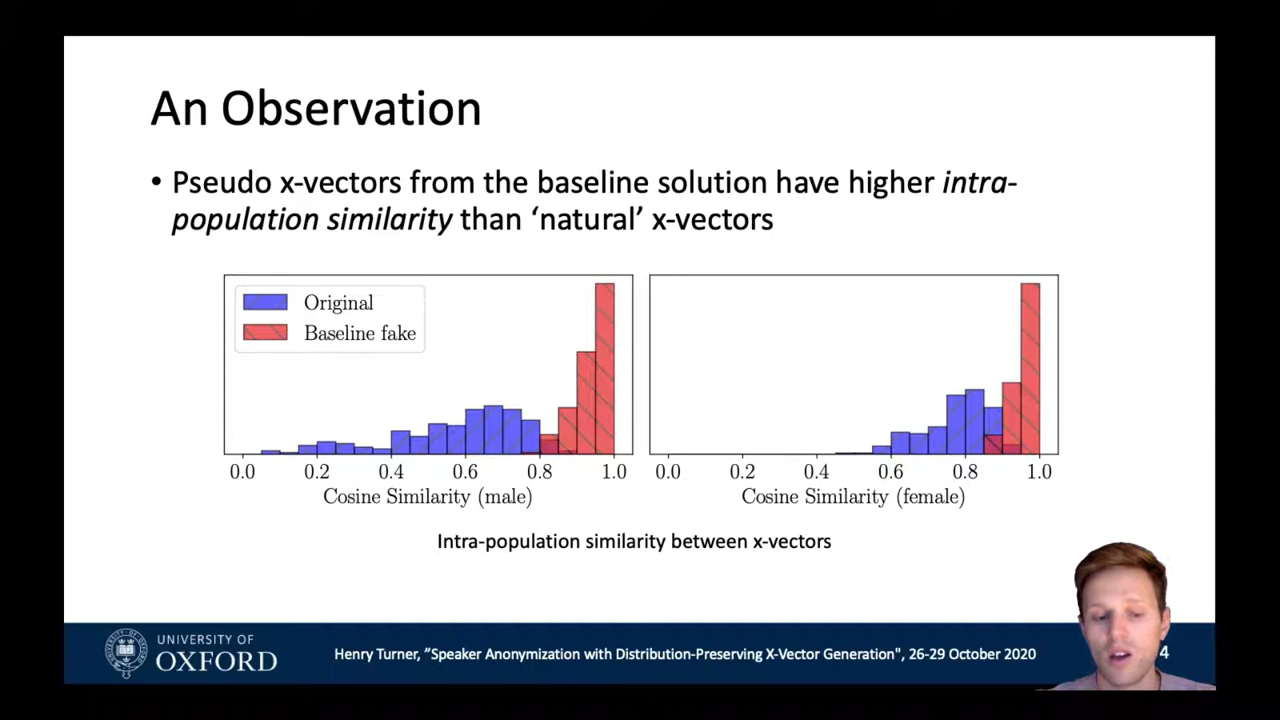 An Observation
• Pseudo x-vectors from the baseline solution have higher intra-
population similarity than ‘natural’ x-vectors
Original
Baseline fake
0.0 0.2 0.4 0.6 0.8 1.0
Cosine Similarity (male)
0.0 0.2 0.4 0.6 0.8 1.0
Cosine Similarity (female)
Intra-population similarity between x-vectors
UNIVERSITY OF
OXFORD
Henry Turner, ”Speaker Anonymization with Distribution-Preserving X-Vector Generation", 26-29 October 2020
4